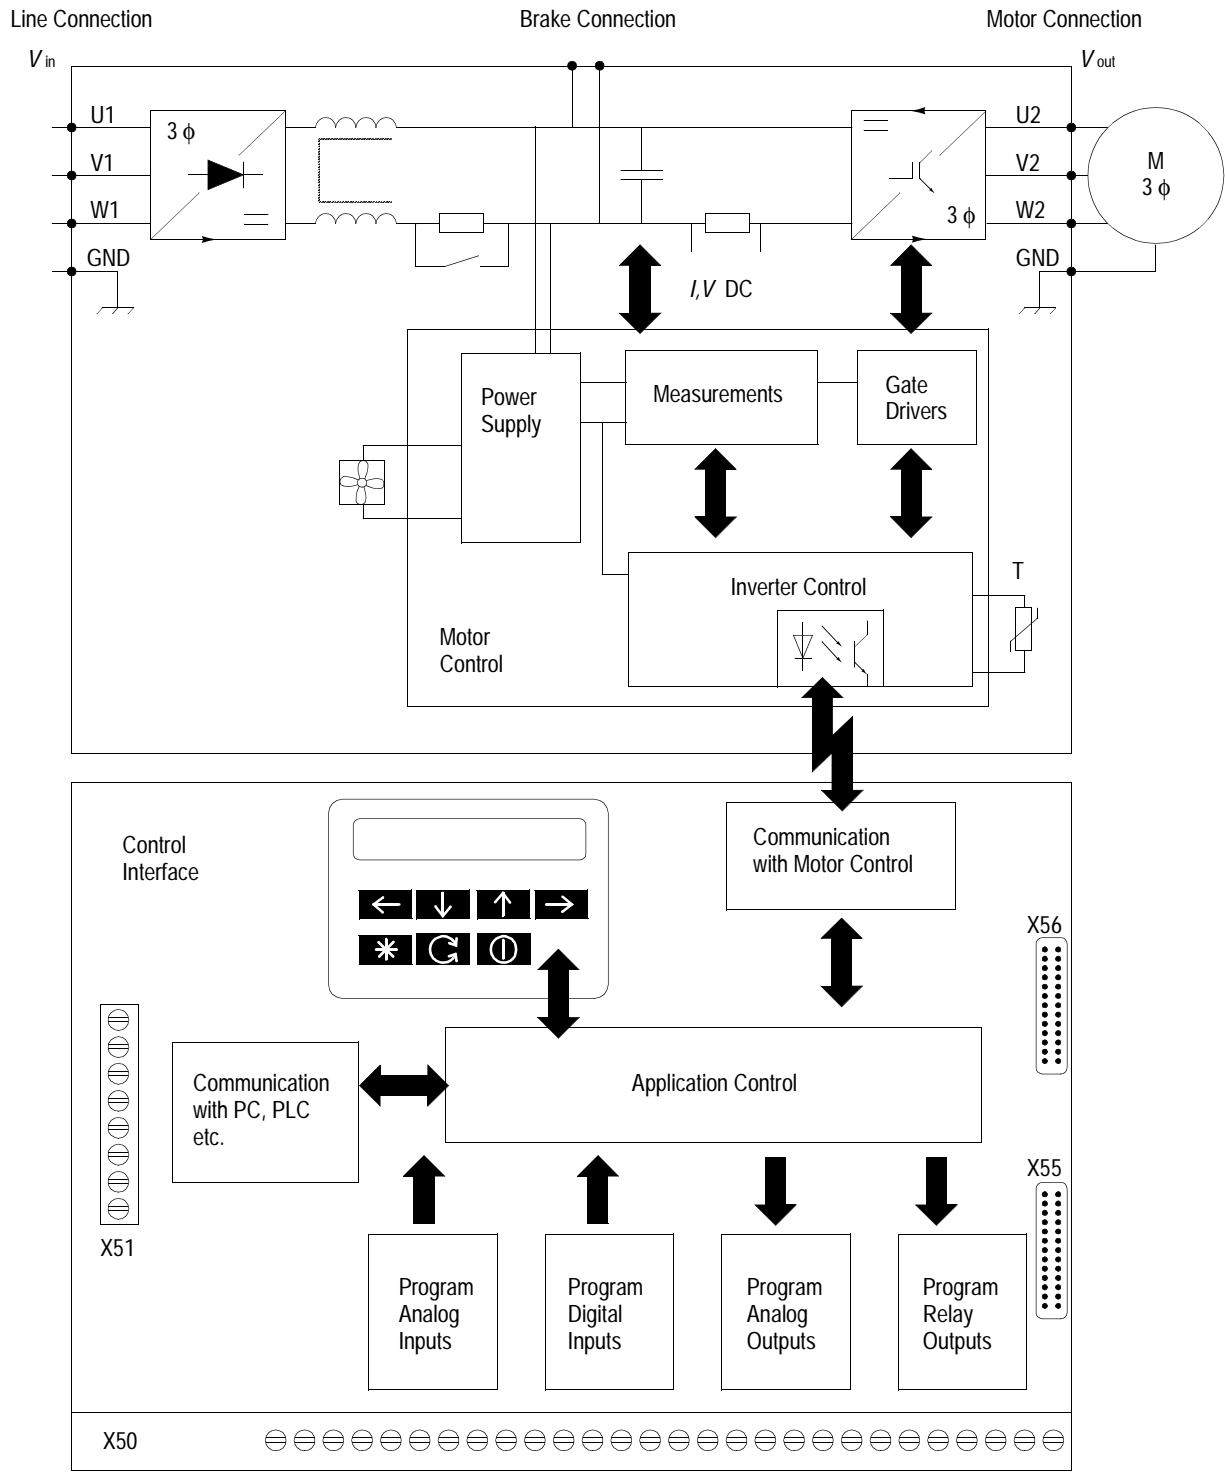 Line Connection
Brake Connection
Motor Connection
V in
V out
U1
3 ϕ
U2
V1
V2
M
3 ϕ
W1
3 ϕ
W2
GND
GND
I,V DC
Power
Supply
Measurements
Gate
Drivers
Inverter Control
T
Motor
Control
Control
Interface
Communication
with Motor Control
X56
Communication
with PC, PLC
etc.
Application Control
X55
X51
Program
Analog
Inputs
Program
Digital
Inputs
Program
Analog
Outputs
Program
Relay
Outputs
X50